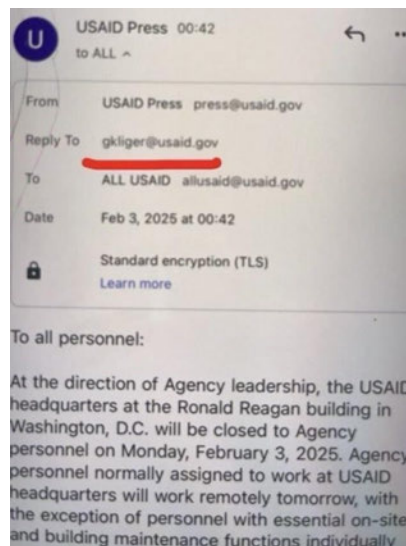 U
USAID Press 00:42
to ALL
From USAID Press press@usaid.gov
Reply To gkliger@usaid.gov
To ALL USAID allusaid@usaid.gov
Date Feb 3, 2025 at 00:42
Standard encryption (TLS)
Learn more
To all personnel:
At the direction of Agency leadership, the USAID
headquarters at the Ronald Reagan building in
Washington, D.C. will be closed to Agency
personnel on Monday, February 3, 2025. Agency
personnel normally assigned to work at USAID
headquarters will work remotely tomorrow, with
the exception of personnel with essential on-site
and building maintenance functions individually